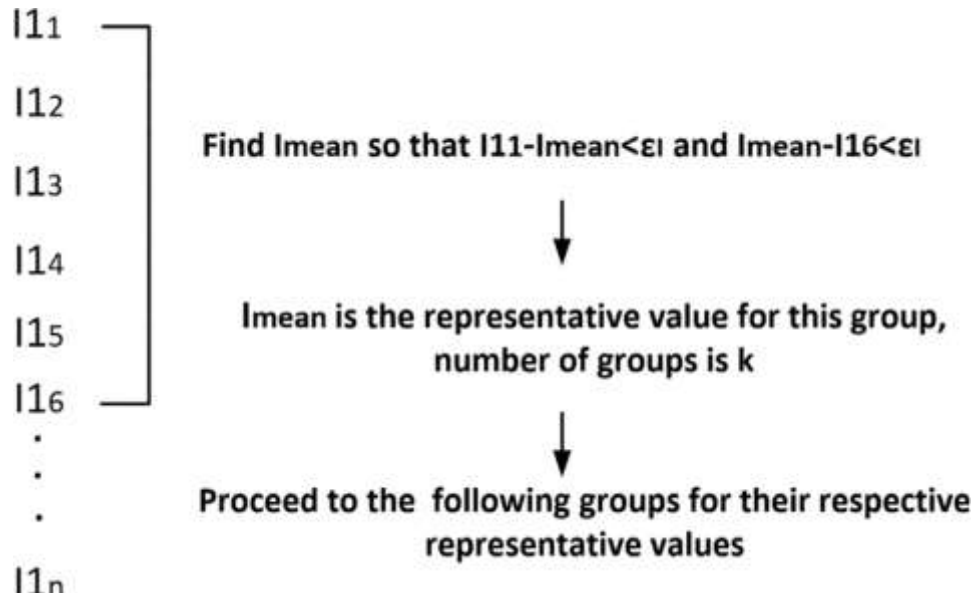 I11
I12
Find Imean so that I11-Imean<εI and Imean-I16<εI
I13
I14
Imean is the representative value for this group,
I15
number of groups is k
I16
.
.
Proceed to the following groups for their respective
.
representative values
I1n